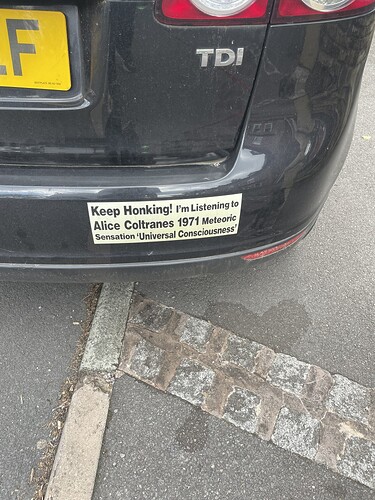 LF
TDI
Keep Honking! I'm Listening to
Alice Coltranes 1971 Meteoric
Sensation 'Universal Consciousness'